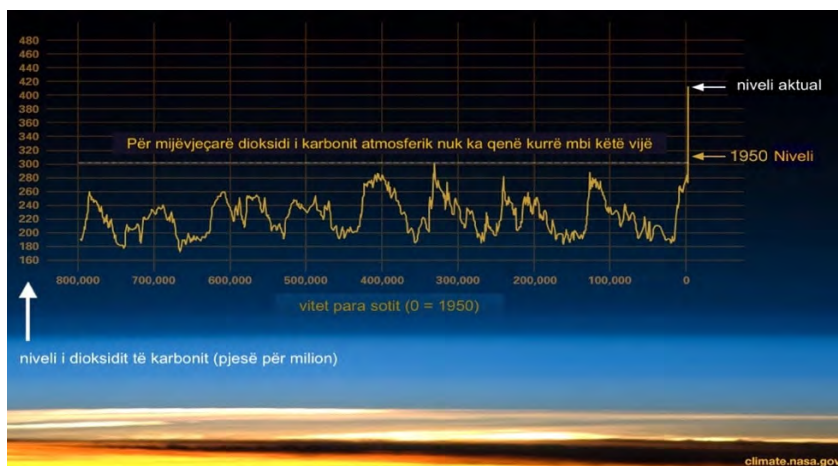 480
460
440
420
400
380
360
340
320
300
280
260
240
220
200
180
160
niveli aktual
Për mijëvjeçarë dioksidi i karbonit atmosferik nuk ka qenë kurrë mbi këtë vijë
1950 Niveli
800,000 700,000 600,000 500,000 400,000 300,000 200,000 100,000 0
vitet para sotit (0 = 1950)
niveli i dioksidit të karbonit (pjesë për milion)
climate.nasa.gov